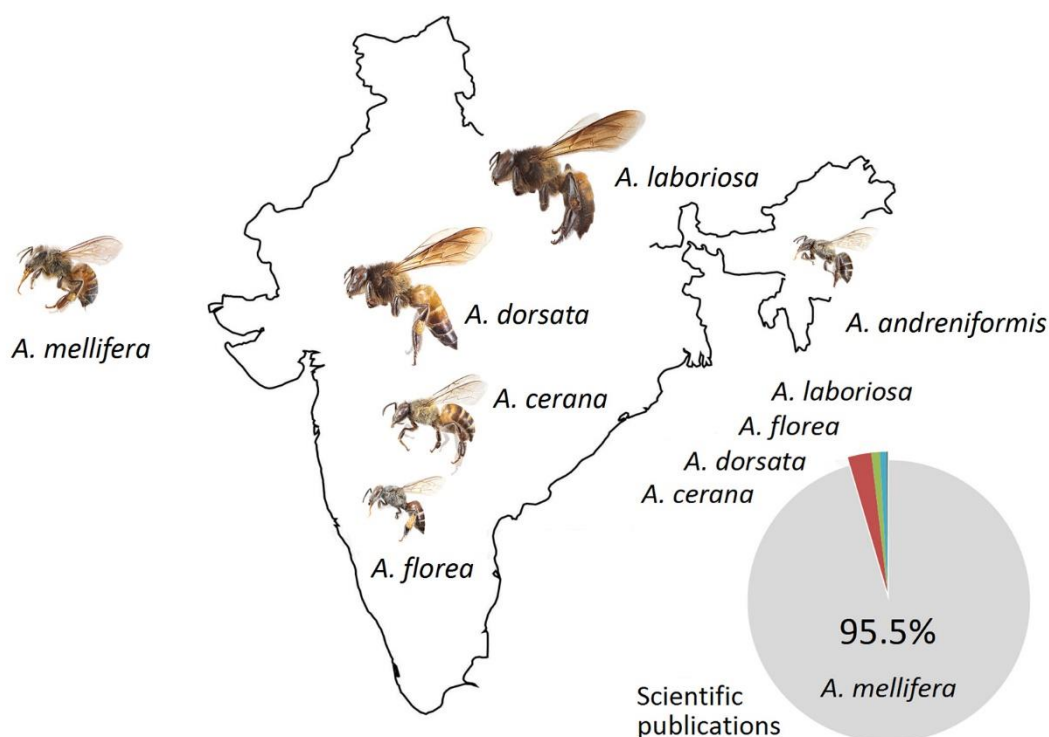 A. laboriosa
A. mellifera
A. dorsata
A. andreniformis
A. cerana
A. florea
A. laboriosa
A. florea
A. dorsata
A. cerana
95.5%
A. mellifera
Scientific
publications